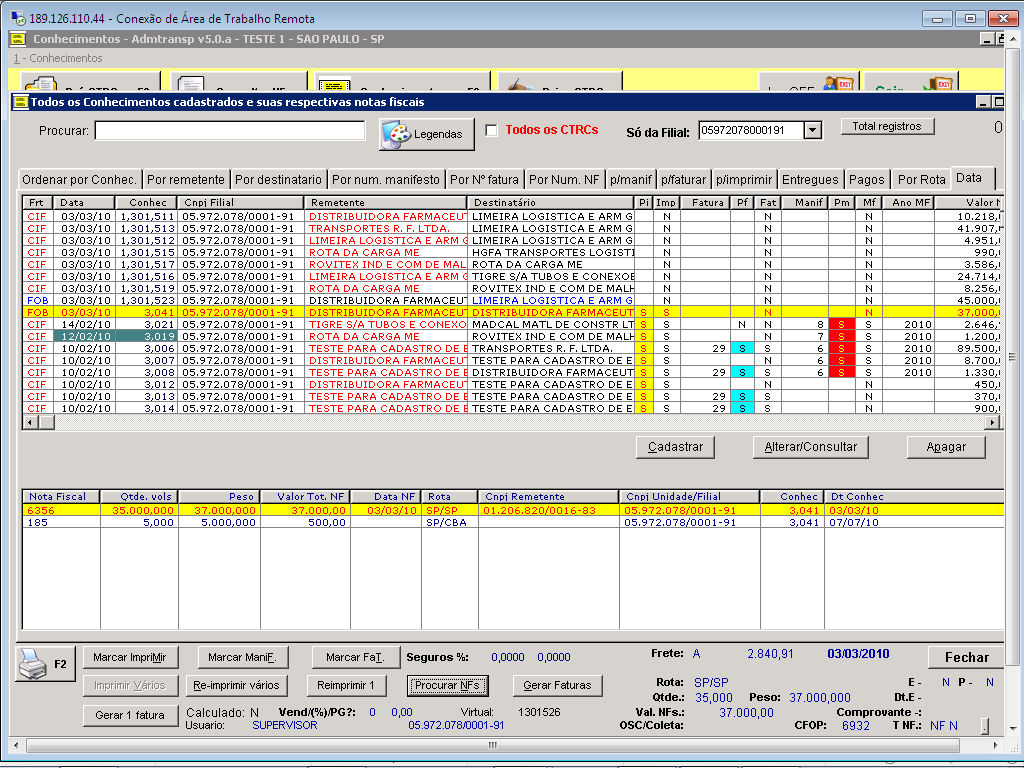 189.126.110.44 - Conexão de Área de Trabalho Remota
Conhecimentos - Admtransp v5.0.a - TESTE 1 - SAO PAULO - SP
1 - Conhecimentos
Todos os Conhecimentos cadastrados e suas respectivas notas fiscais
Procurar: Legendas Todos os CTRCs Só da Filial: 05972078000191 Total registros 0
Ordenar por Conhec. Por remetente Por destinatario Por num. manifesto Por Nº fatura Por Num. NF p/manif p/faturar p/imprimir Entregues Pagos Por Rota Data
Frt Data Conhec Cnpj Filial Remetente Destinatário Pi Imp Fatura Pf Fat Manif Pm Mf Ano MF Valor N
CIF 03/03/10 1,301,511 05.972.078/0001-91 DISTRIBUIDORA FARMACEUT LIMEIRA LOGISTICA E ARM G N N N 10.218,
CIF 03/03/10 1,301,513 05.972.078/0001-91 TRANSPORTES R. F. LTDA. LIMEIRA LOGISTICA E ARM G N N N 41.907,
CIF 03/03/10 1,301,512 05.972.078/0001-91 LIMEIRA LOGISTICA E ARM G LIMEIRA LOGISTICA E ARM G N N N 4.951,
CIF 03/03/10 1,301,515 05.972.078/0001-91 ROTA DA CARGA ME HGFA TRANSPORTES LOGISTI N N N 990,
CIF 03/03/10 1,301,517 05.972.078/0001-91 ROVITEX IND E COM DE MAL ROTA DA CARGA ME N N N 3.586,
CIF 03/03/10 1,301,516 05.972.078/0001-91 LIMEIRA LOGISTICA E ARM G TIGRE S/A TUBOS E CONEXOE N N N 24.714,
CIF 03/03/10 1,301,519 05.972.078/0001-91 ROTA DA CARGA ME ROVITEX IND E COM DE MALH N N N 8.256,
FOB 03/03/10 1,301,523 05.972.078/0001-91 DISTRIBUIDORA FARMACEUT LIMEIRA LOGISTICA E ARM G N N N 45.000,
FOB 03/03/10 3,041 05.972.078/0001-91 DISTRIBUIDORA FARMACEUT DISTRIBUIDORA FARMACEUT S S N N 37.000,
CIF 14/02/10 3,021 05.972.078/0001-91 TIGRE S/A TUBOS E CONEXO MADCAL MATL DE CONSTR LT S S N N 8 S S 2010 2.646,
CIF 12/02/10 3,019 05.972.078/0001-91 ROTA DA CARGA ME ROVITEX IND E COM DE MALH S S N 7 S S 2010 1.200,
CIF 10/02/10 3,006 05.972.078/0001-91 TESTE PARA CADASTRO DE E TRANSPORTES R. F. LTDA. S S 29 S S 6 S S 2010 89.500,
CIF 10/02/10 3,007 05.972.078/0001-91 DISTRIBUIDORA FARMACEUT TESTE PARA CADASTRO DE E S S N 6 S S 2010 8.700,
CIF 10/02/10 3,008 05.972.078/0001-91 TESTE PARA CADASTRO DE E DISTRIBUIDORA FARMACEUT S S 29 S S 6 S S 2010 1.330,
CIF 10/02/10 3,012 05.972.078/0001-91 DISTRIBUIDORA FARMACEUT TESTE PARA CADASTRO DE E S S N N 450,
CIF 10/02/10 3,013 05.972.078/0001-91 TESTE PARA CADASTRO DE E TESTE PARA CADASTRO DE E S S 29 S S N 370,
CIF 10/02/10 3,014 05.972.078/0001-91 TESTE PARA CADASTRO DE E TESTE PARA CADASTRO DE E S S 29 S S N 900,
Cadastrar Alterar/Consultar Apagar
Nota Fiscal Qtde. vols Peso Valor Tot. NF Data NF Rota Cnpj Remetente Cnpj Unidade/Filial Conhec Dt Conhec
6356 35.000,000 37.000,000 37.000,00 03/03/10 SP/SP 01.206.820/0016-83 05.972.078/0001-91 3,041 03/03/10
185 5,000 5.000,000 500,00 SP/CBA 05.972.078/0001-91 3,041 07/07/10
F2 Marcar ImpriMir Marcar ManiF. Marcar FaT. Seguros %: 0,0000 0,0000 Frete: A 2.840,91 03/03/2010 Fechar
Imprimir Vários Re-imprimir vários Reimprimir 1 Procurar NFs Gerar Faturas Rota: SP/SP E - N P - N
Qtde.: 35,000 Peso: 37.000,000 Dt.E -
Gerar 1 fatura Calculado: N Vend/(%)/PG?: 0 0,00 Virtual: 1301526 Val. NFs.: 37.000,00 Comprovante -:
Usuario: SUPERVISOR 05.972.078/0001-91 OSC/Coleta: CFOP: 6932 T NF.: NF N